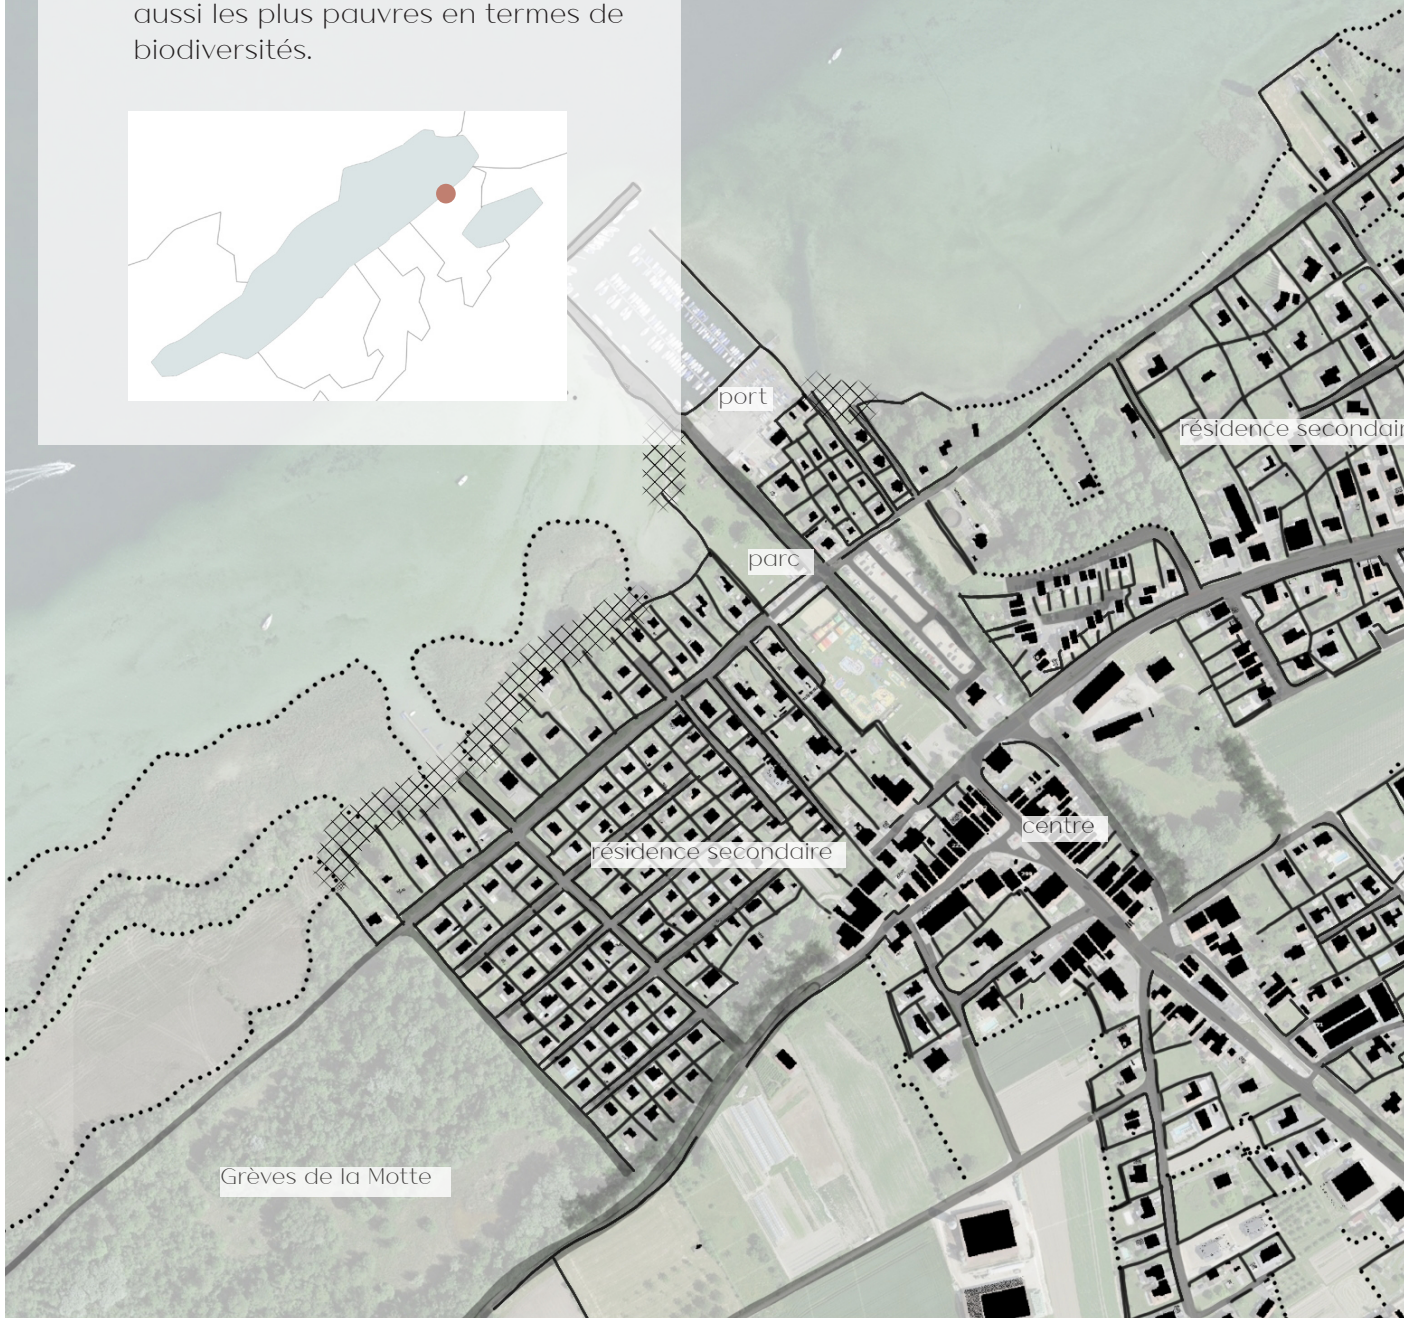 aussi les plus pauvres en termes de
biodiversités.
port
résidence secondair
parc
centre
résidence secondaire
Grèves de la Motte